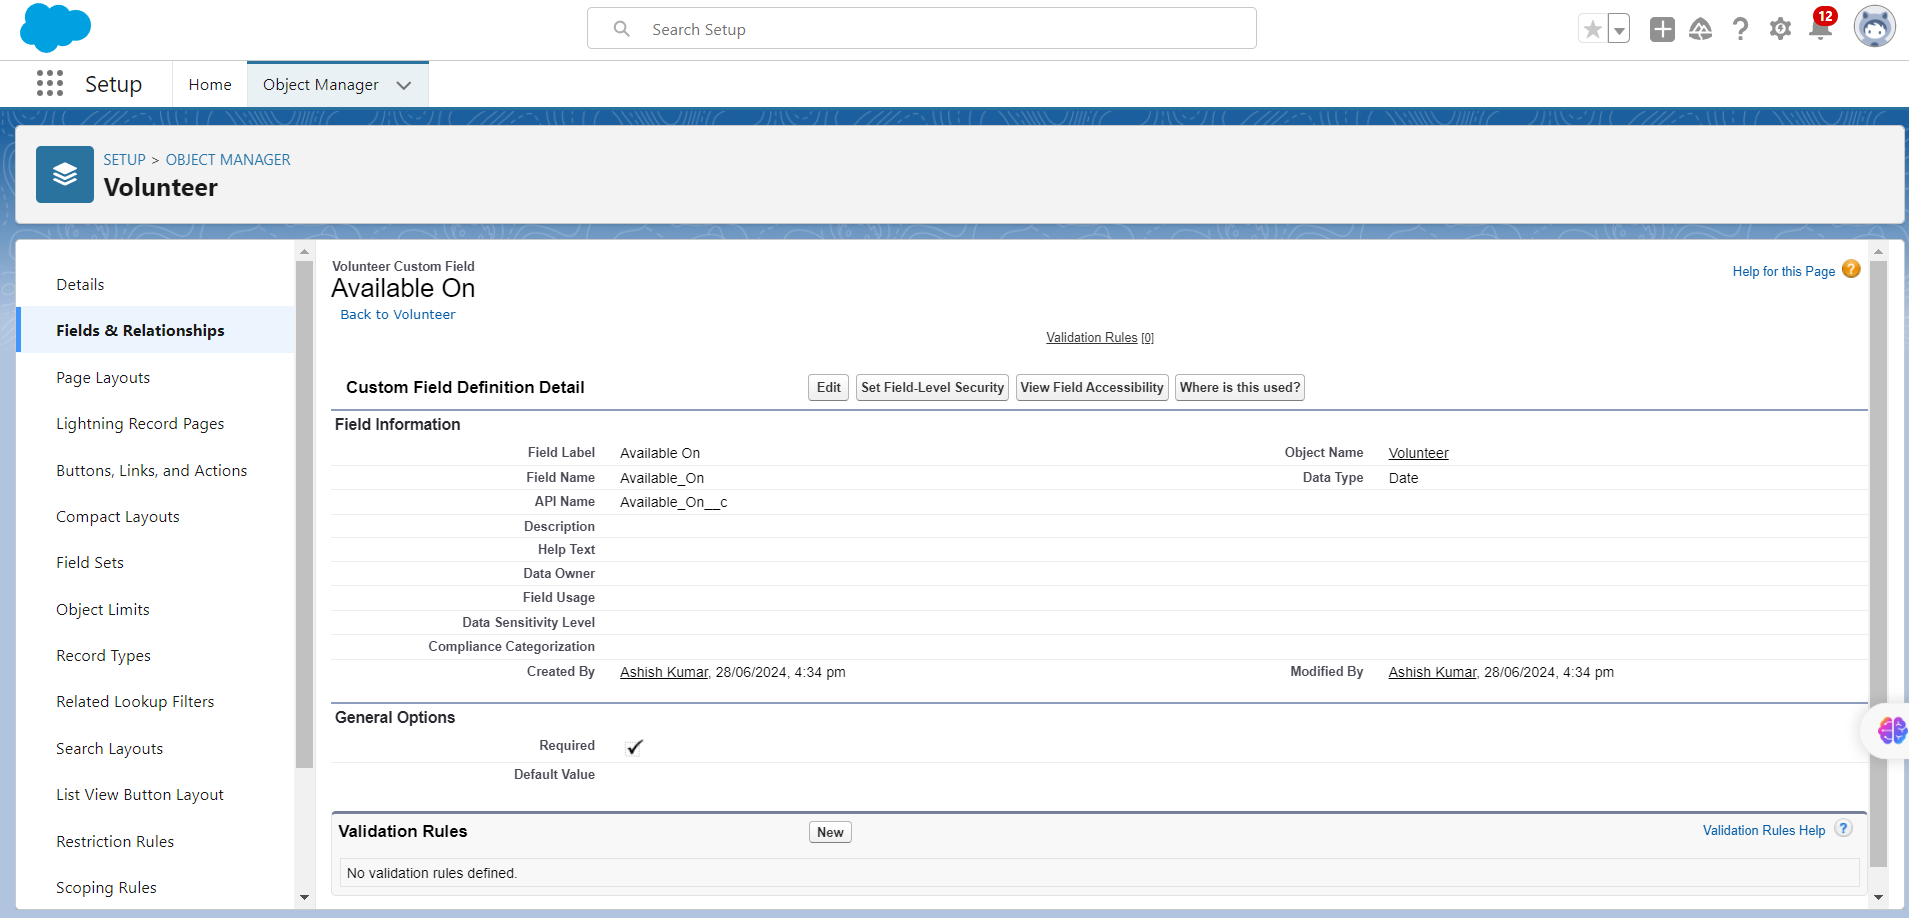 Search Setup
12
Setup
Home
Object Manager
SETUP > OBJECT MANAGER
Volunteer
Details
Fields & Relationships
Page Layouts
Lightning Record Pages
Buttons, Links, and Actions
Compact Layouts
Field Sets
Object Limits
Record Types
Related Lookup Filters
Search Layouts
List View Button Layout
Restriction Rules
Scoping Rules
Volunteer Custom Field
Available On
Back to Volunteer
Help for this Page ?
Validation Rules [0]
Custom Field Definition Detail
Edit Set Field-Level Security View Field Accessibility Where is this used?
Field Information
Field Label Available On Object Name Volunteer
Field Name Available_On Data Type Date
API Name Available_On__c
Description
Help Text
Data Owner
Field Usage
Data Sensitivity Level
Compliance Categorization
Created By Ashish Kumar, 28/06/2024, 4:34 pm Modified By Ashish Kumar, 28/06/2024, 4:34 pm
General Options
Required
Default Value
Validation Rules New Validation Rules Help ?
No validation rules defined.